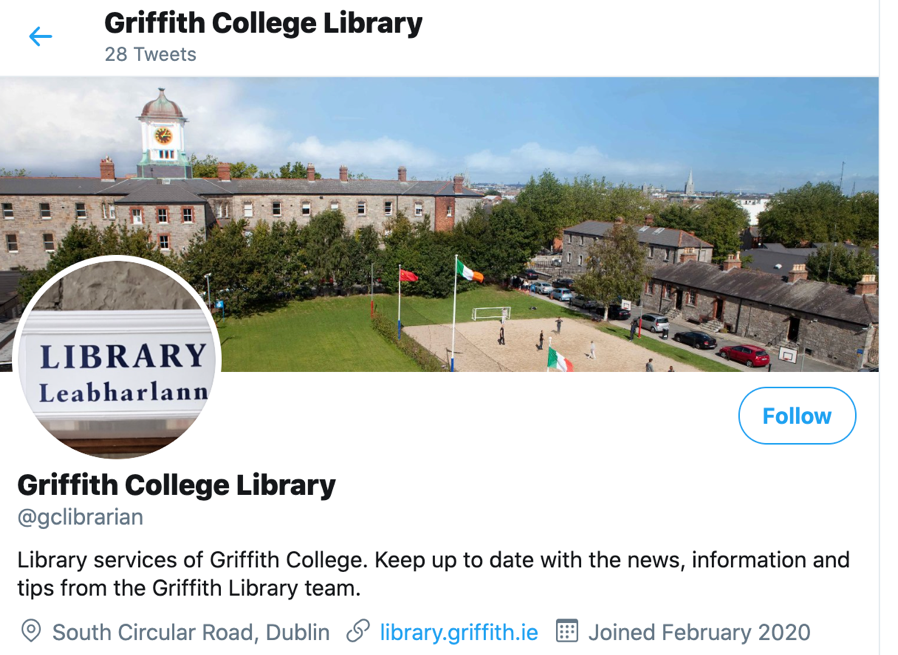 Griffith College Library
28 Tweets
LIBRARY
Leabharlann
Follow
Griffith College Library
@gclibrarian
Library services of Griffith College. Keep up to date with the news, information and
tips from the Griffith Library team.
South Circular Road, Dublin library.griffith.ie Joined February 2020